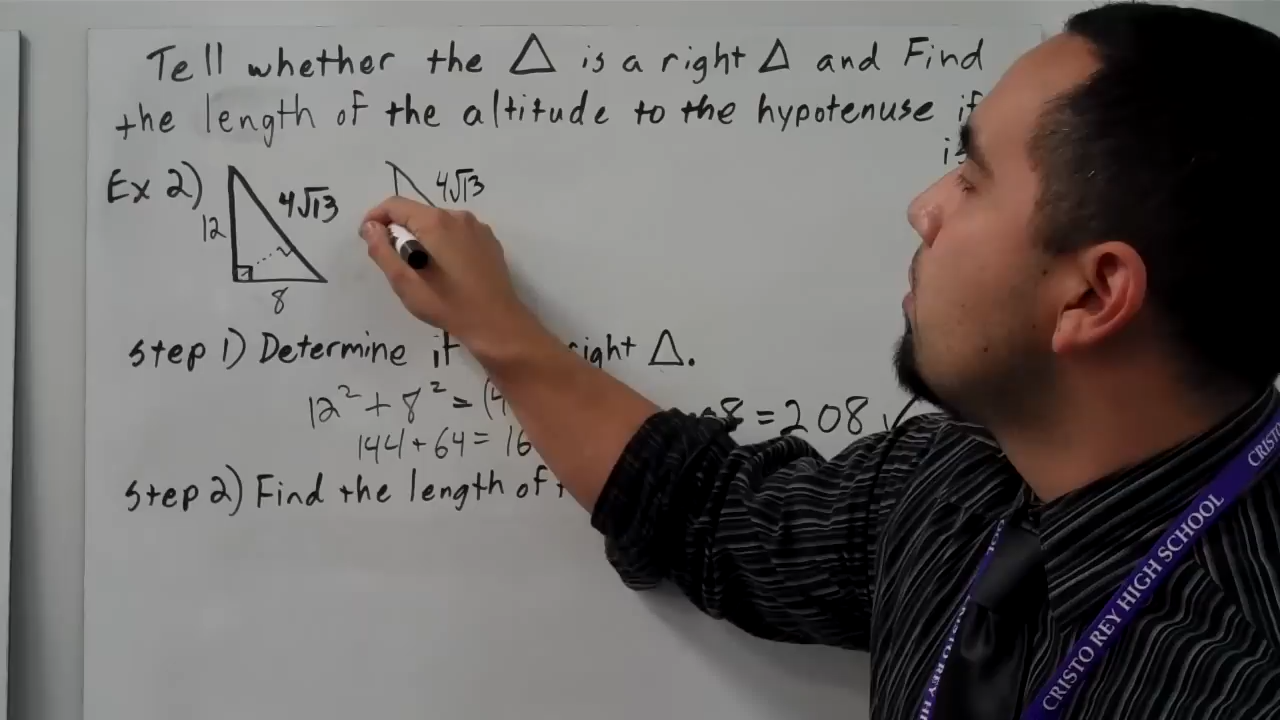 Tell whether the △ is a right △ and Find
the length of the altitude to the hypotenuse if
is
Ex 2)
4√13
12
8
4√13
step 1) Determine if right △.
12² + 8² = (4
144 + 64 = 16
08 = 208 ✓
step 2) Find the length of
CRISTO REY HIGH SCHOOL
CRISTO